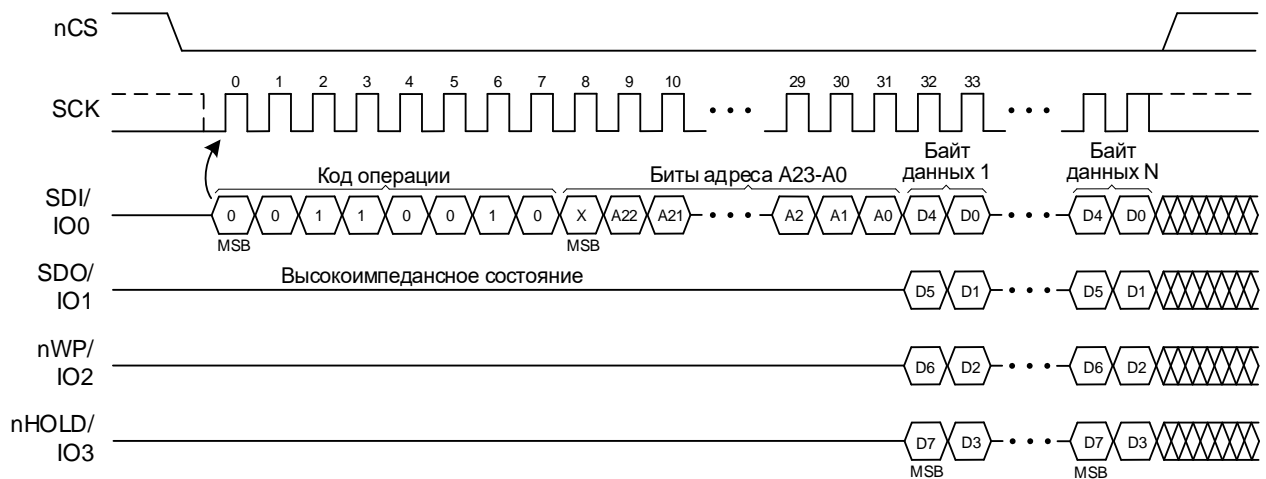 nCS
0 1 2 3 4 5 6 7 8 9 10 29 30 31 32 33
SCK
Код операции
Биты адреса A23-A0
Байт
данных 1
Байт
данных N
SDI/
IO0
0 0 1 1 0 0 1 0 X A22 A21 A2 A1 A0 D4 D0 D4 D0
MSB MSB
SDO/
IO1
Высокоимпедансное состояние
D5 D1 D5 D1
nWP/
IO2
D6 D2 D6 D2
nHOLD/
IO3
D7 D3 D7 D3
MSB MSB